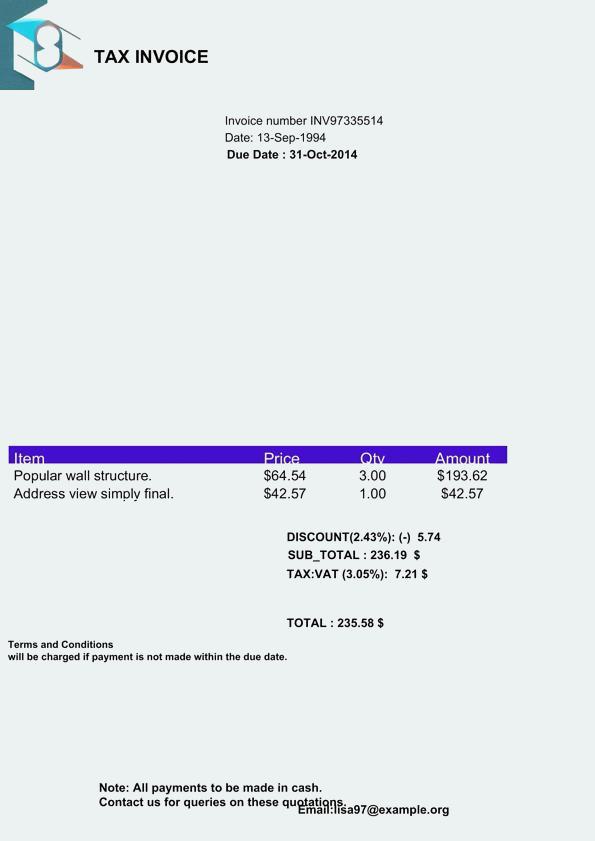 TAX INVOICE
Invoice number INV97335514
Date: 13-Sep-1994
Due Date : 31-Oct-2014
Item Price Qty Amount
Popular wall structure. $64.54 3.00 $193.62
Address view simply final. $42.57 1.00 $42.57
DISCOUNT(2.43%): (-) 5.74
SUB_TOTAL : 236.19 $
TAX:VAT (3.05%): 7.21 $
TOTAL : 235.58 $
Terms and Conditions
will be charged if payment is not made within the due date.
Note: All payments to be made in cash.
Contact us for queries on these quotations.
Email:lisa97@example.org